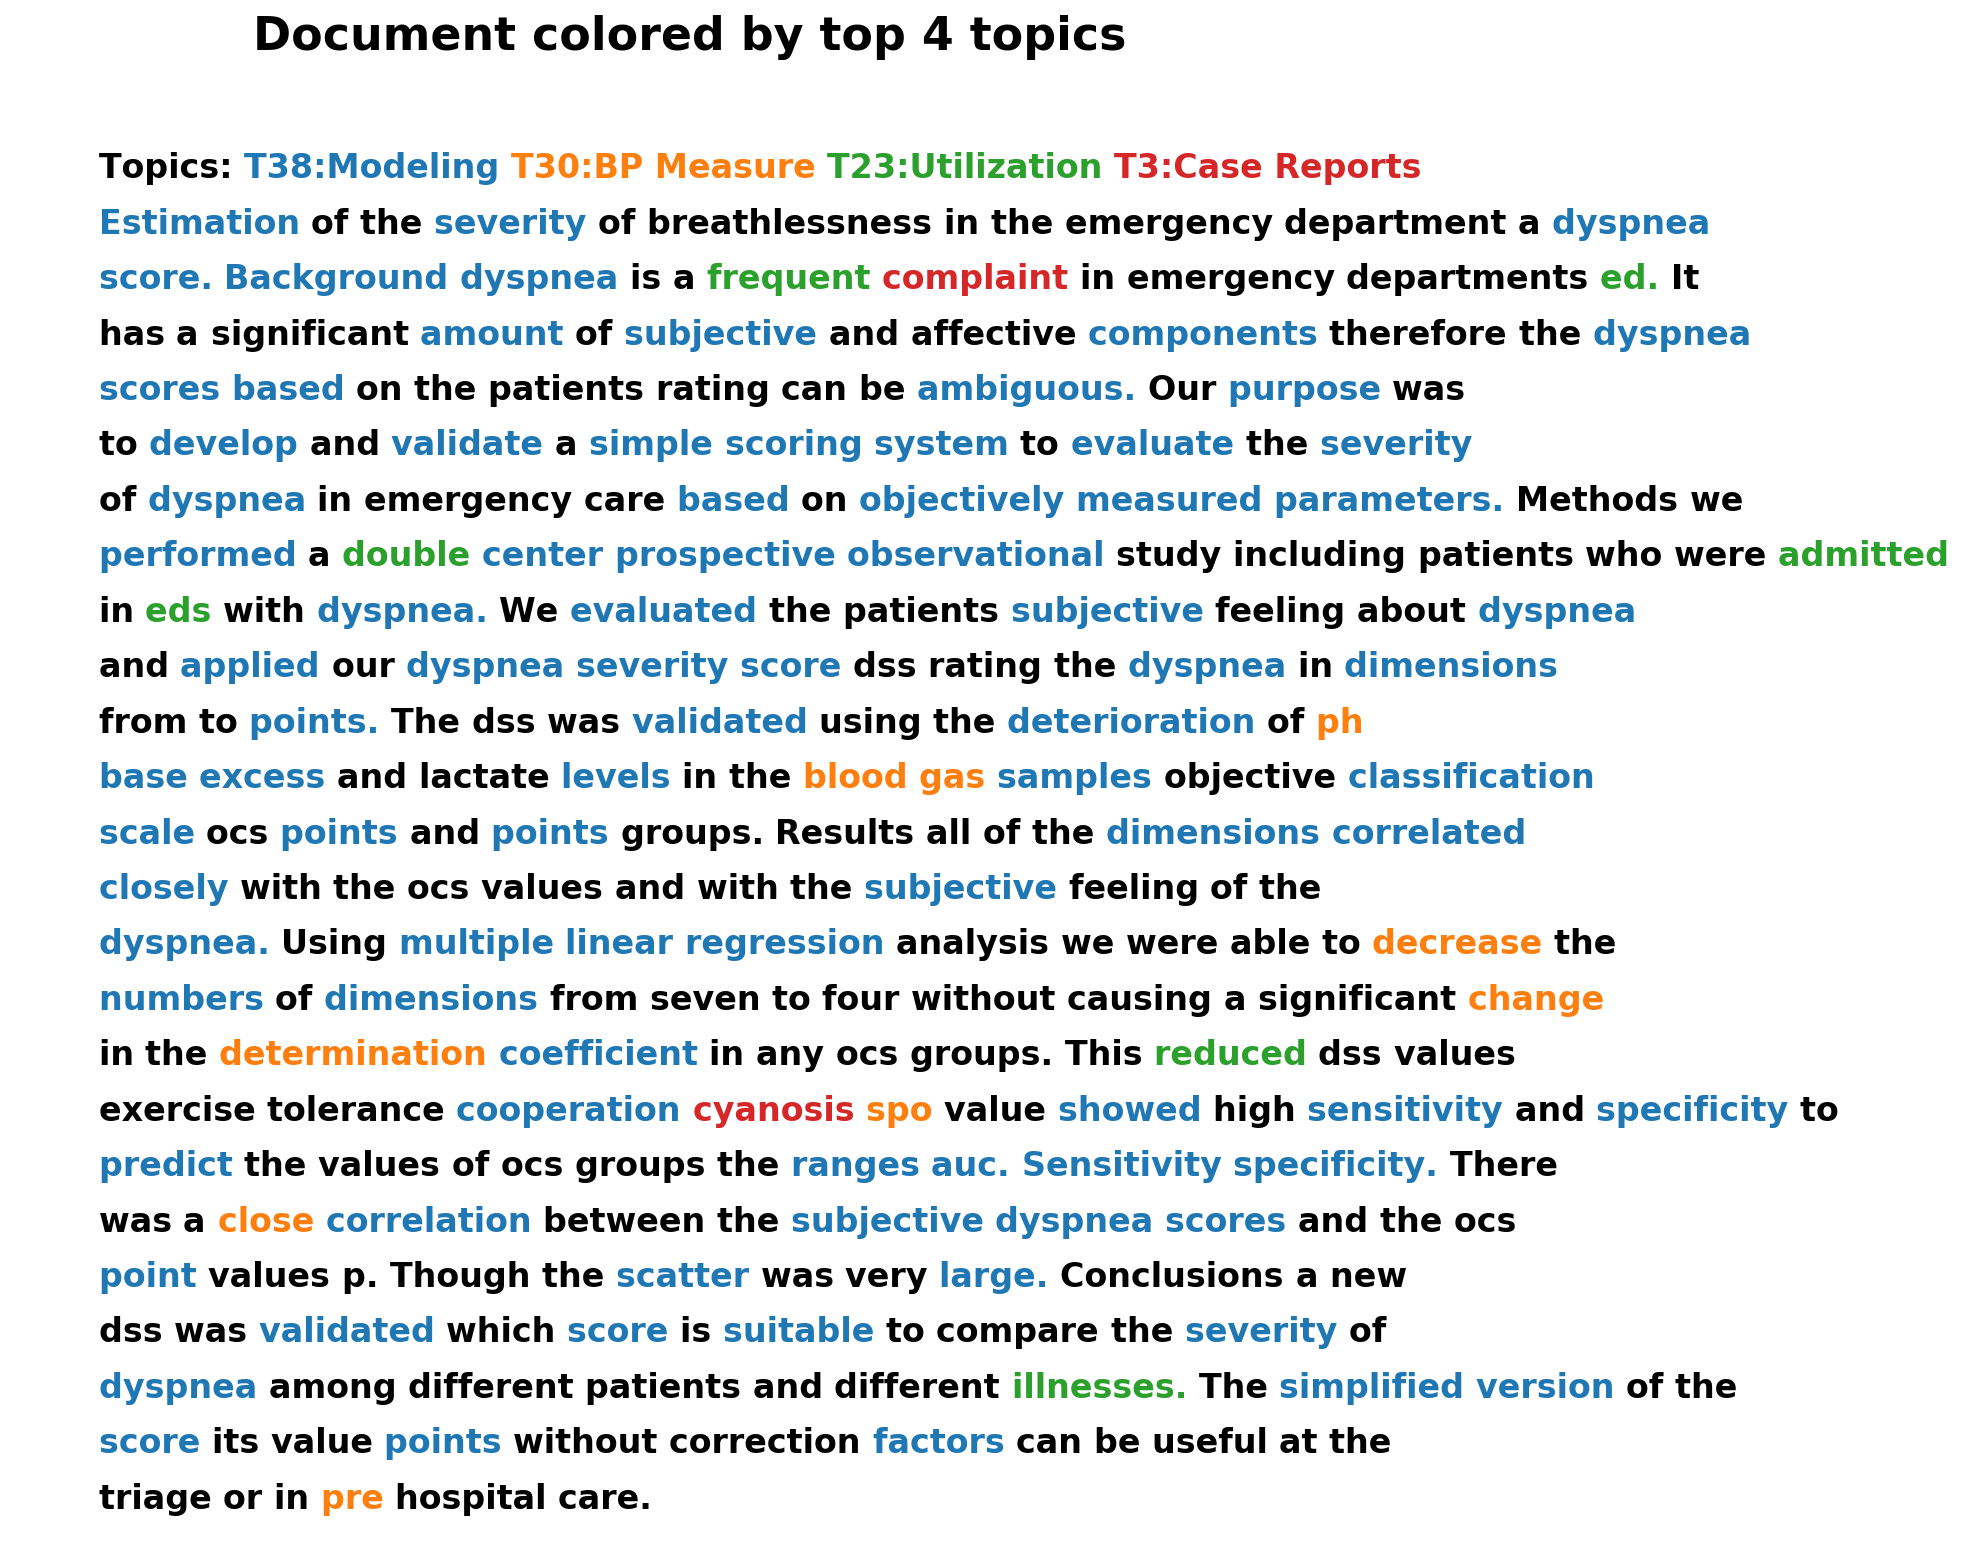 Document colored by top 4 topics
Topics: T38:Modeling T30:BP Measure T23:Utilization T3:Case Reports
Estimation of the severity of breathlessness in the emergency department a dyspnea
score. Background dyspnea is a frequent complaint in emergency departments ed. It
has a significant amount of subjective and affective components therefore the dyspnea
scores based on the patients rating can be ambiguous. Our purpose was
to develop and validate a simple scoring system to evaluate the severity
of dyspnea in emergency care based on objectively measured parameters. Methods we
performed a double center prospective observational study including patients who were admitted
in eds with dyspnea. We evaluated the patients subjective feeling about dyspnea
and applied our dyspnea severity score dss rating the dyspnea in dimensions
from to points. The dss was validated using the deterioration of ph
base excess and lactate levels in the blood gas samples objective classification
scale ocs points and points groups. Results all of the dimensions correlated
closely with the ocs values and with the subjective feeling of the
dyspnea. Using multiple linear regression analysis we were able to decrease the
numbers of dimensions from seven to four without causing a significant change
in the determination coefficient in any ocs groups. This reduced dss values
exercise tolerance cooperation cyanosis spo value showed high sensitivity and specificity to
predict the values of ocs groups the ranges auc. Sensitivity specificity. There
was a close correlation between the subjective dyspnea scores and the ocs
point values p. Though the scatter was very large. Conclusions a new
dss was validated which score is suitable to compare the severity of
dyspnea among different patients and different illnesses. The simplified version of the
score its value points without correction factors can be useful at the
triage or in pre hospital care.